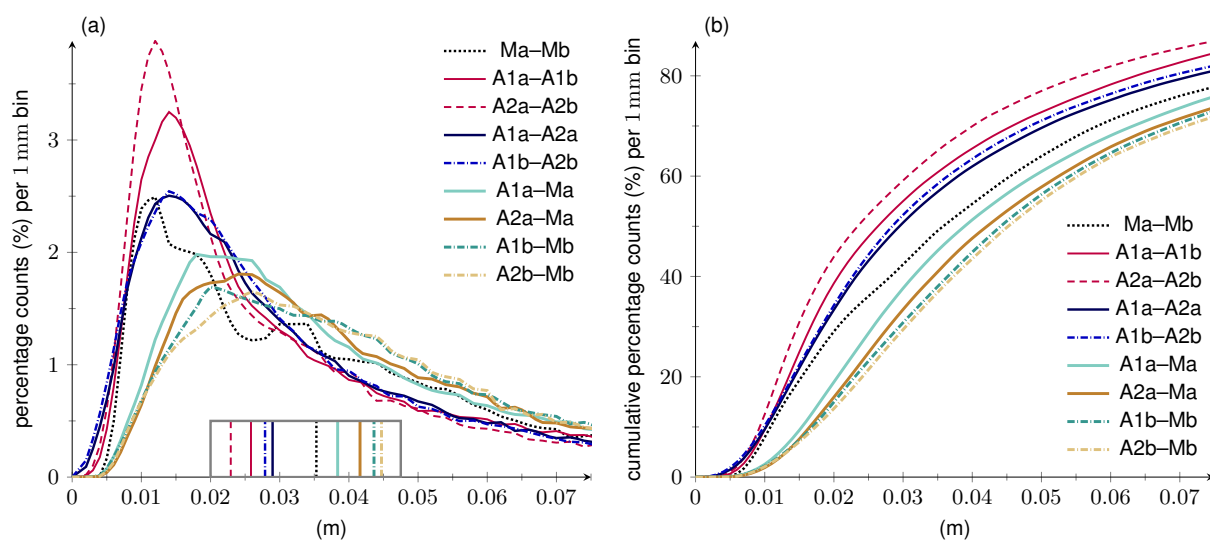 (a)
percentage counts (%) per 1 mm bin
3
2
1
0
0
0.01
0.02
0.03
0.04
0.05
0.06
0.07
(m)
Ma–Mb
A1a–A1b
A2a–A2b
A1a–A2a
A1b–A2b
A1a–Ma
A2a–Ma
A1b–Mb
A2b–Mb
(b)
cumulative percentage counts (%) per 1 mm bin
80
60
40
20
0
0
0.01
0.02
0.03
0.04
0.05
0.06
0.07
(m)
Ma–Mb
A1a–A1b
A2a–A2b
A1a–A2a
A1b–A2b
A1a–Ma
A2a–Ma
A1b–Mb
A2b–Mb